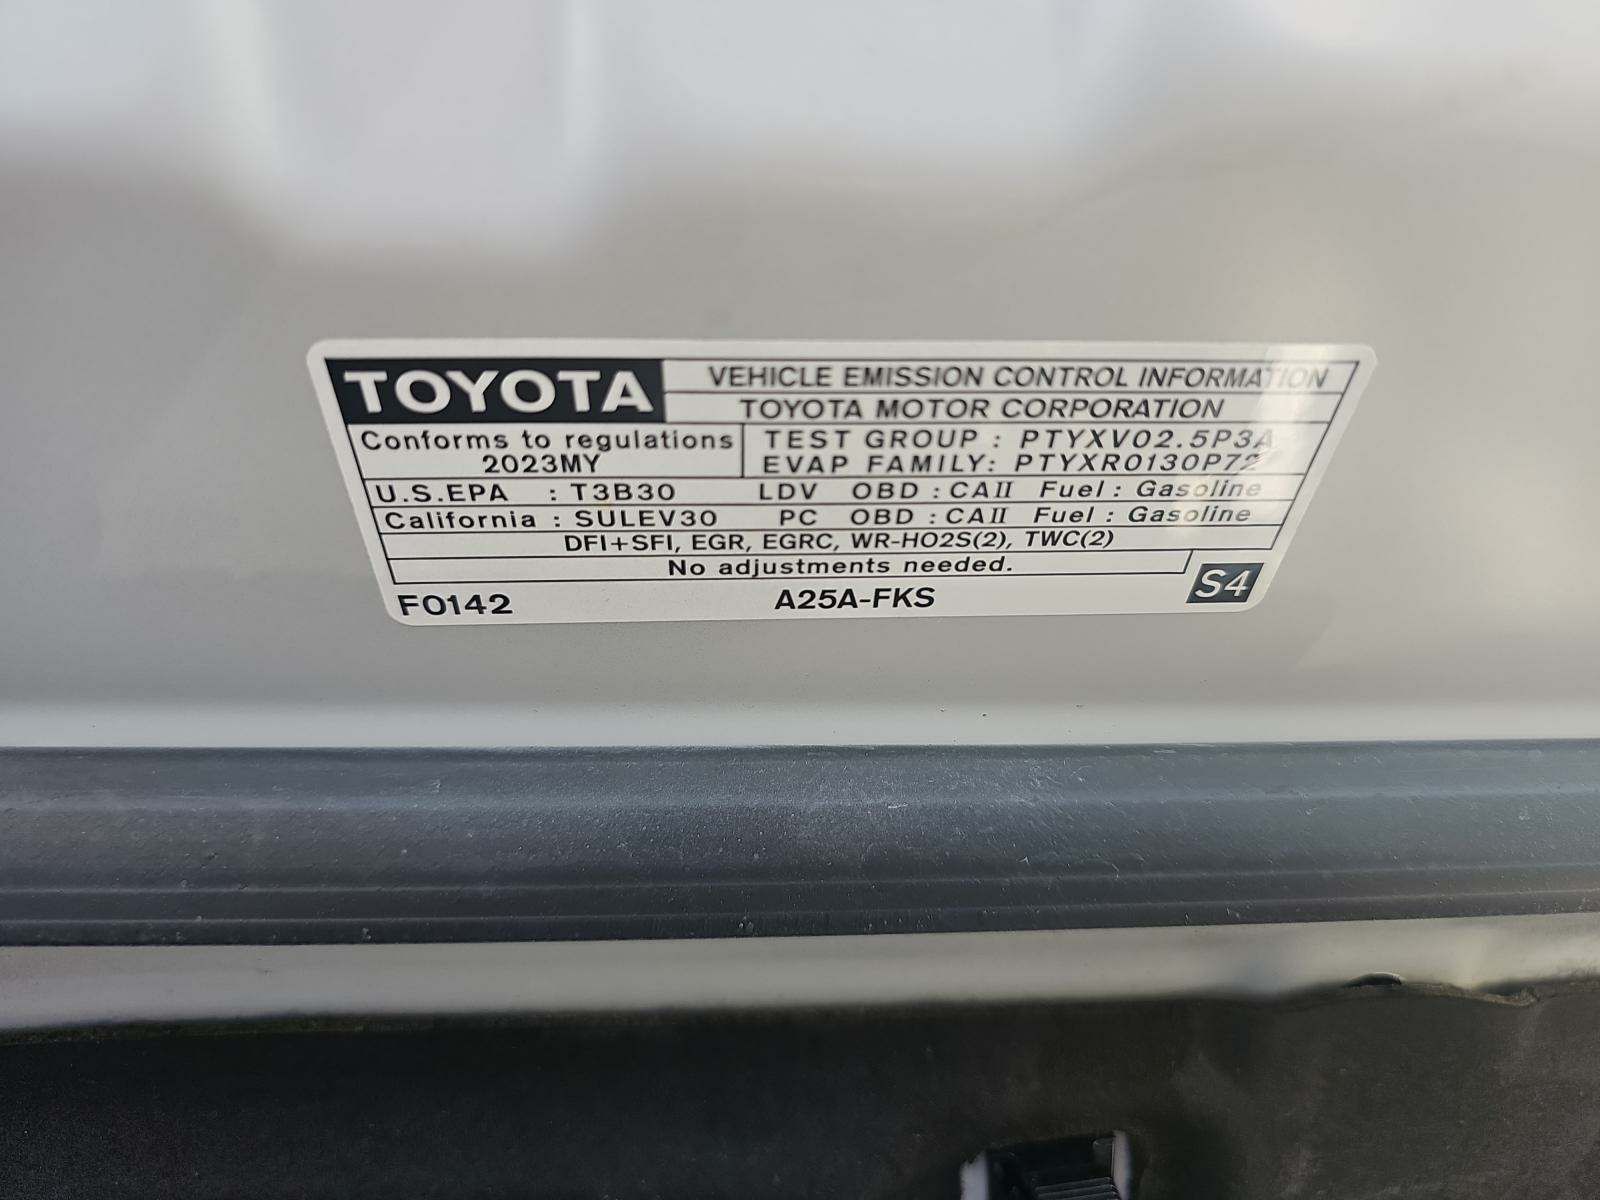 TOYOTA
VEHICLE EMISSION CONTROL INFORMATION
TOYOTA MOTOR CORPORATION
Conforms to regulations
2023MY
TEST GROUP : PTYXV02.5P3A
EVAP FAMILY: PTYXR0130P72
U.S.EPA : T3B30 LDV OBD : CAII Fuel : Gasoline
California : SULEV30 PC OBD : CAII Fuel : Gasoline
DFI+SFI, EGR, EGRC, WR-HO2S(2), TWC(2)
No adjustments needed.
F0142 A25A-FKS S4